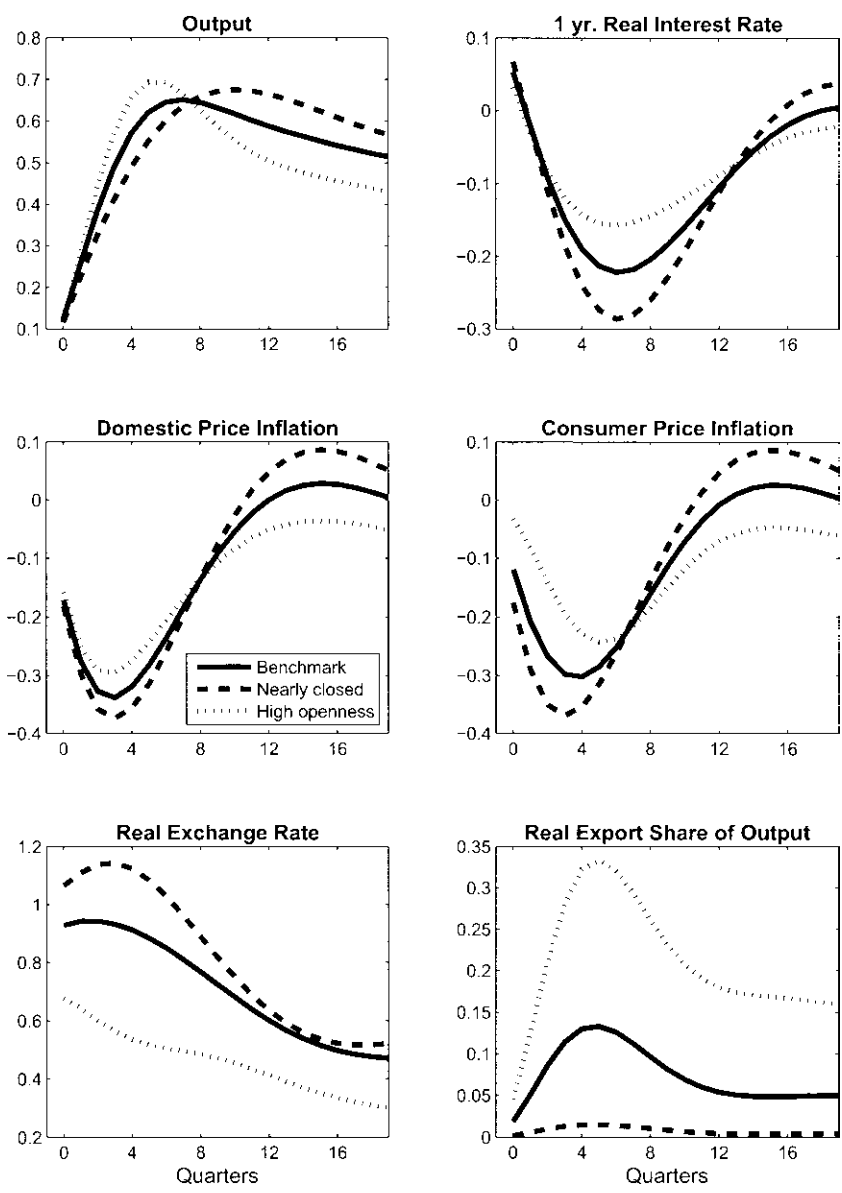 Output
0.8
0.7
0.6
0.5
0.4
0.3
0.2
0.1
0 4 8 12 16
1 yr. Real Interest Rate
0.1
0
−0.1
−0.2
−0.3
0 4 8 12 16
Domestic Price Inflation
0.1
0
−0.1
−0.2
−0.3
−0.4
Benchmark
Nearly closed
High openness
0 4 8 12 16
Consumer Price Inflation
0.1
0
−0.1
−0.2
−0.3
−0.4
0 4 8 12 16
Real Exchange Rate
1.2
1
0.8
0.6
0.4
0.2
0 4 8 12 16
Quarters
Real Export Share of Output
0.35
0.3
0.25
0.2
0.15
0.1
0.05
0
0 4 8 12 16
Quarters